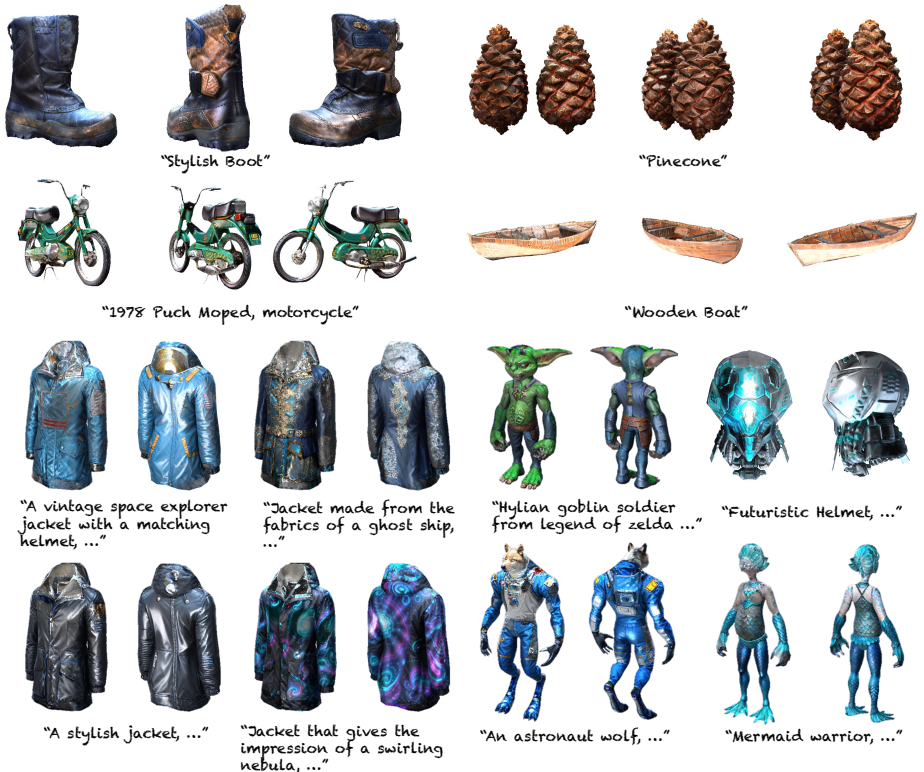 “Stylish Boot”
“Pinecone”
“1978 Puch Moped, motorcycle”
“Wooden Boat”
“A vintage space explorer
jacket with a matching
helmet, ...”
“Jacket made from the
fabrics of a ghost ship,
...”
“Hylian goblin soldier
from legend of zelda ...”
“Futuristic Helmet, ...”
“A stylish jacket, ...”
“Jacket that gives the
impression of a swirling
nebula, ...”
“An astronaut wolf, ...”
“Mermaid warrior, ...”